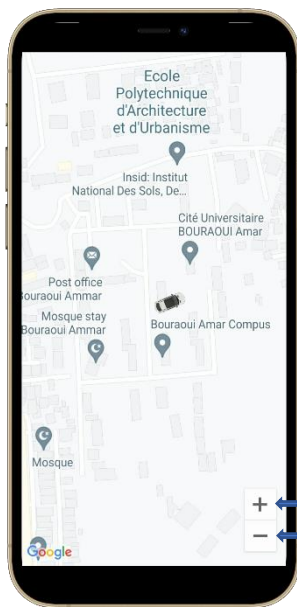 Ecole
Polytechnique
d'Architecture
et d'Urbanisme
Insid: Institut
National Des Sols, De...
Cité Universitaire
BOURAOUI Amar
Post office
Bouraoui Ammar
Mosque stay
Bouraoui Ammar
Bouraoui Amar Compus
Mosque
+
−
Google